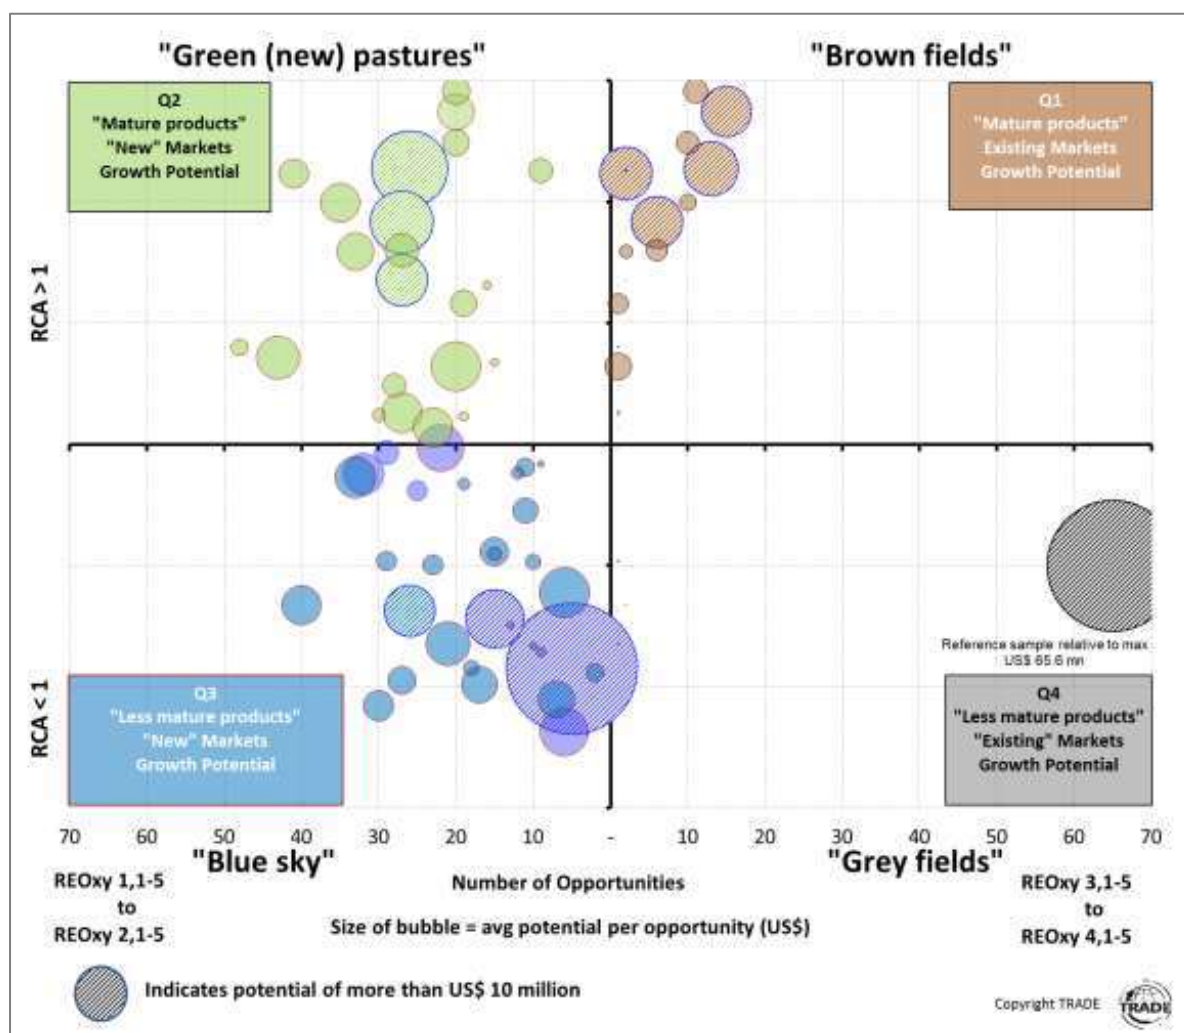 "Green (new) pastures"
"Brown fields"
Q2
"Mature products"
"New" Markets
Growth Potential
Q1
"Mature products"
Existing Markets
Growth Potential
RCA > 1
RCA < 1
Reference sample relative to max
US$ 65.6 mn
Q3
"Less mature products"
"New" Markets
Growth Potential
Q4
"Less mature products"
"Existing" Markets
Growth Potential
70 60 50 40 30 20 10 - 10 20 30 40 50 60 70
"Blue sky"
"Grey fields"
REOxy 1,1-5
to
REOxy 2,1-5
Number of Opportunities
Size of bubble = avg potential per opportunity (US$)
REOxy 3,1-5
to
REOxy 4,1-5
Indicates potential of more than US$ 10 million
Copyright TRADE
TRADE